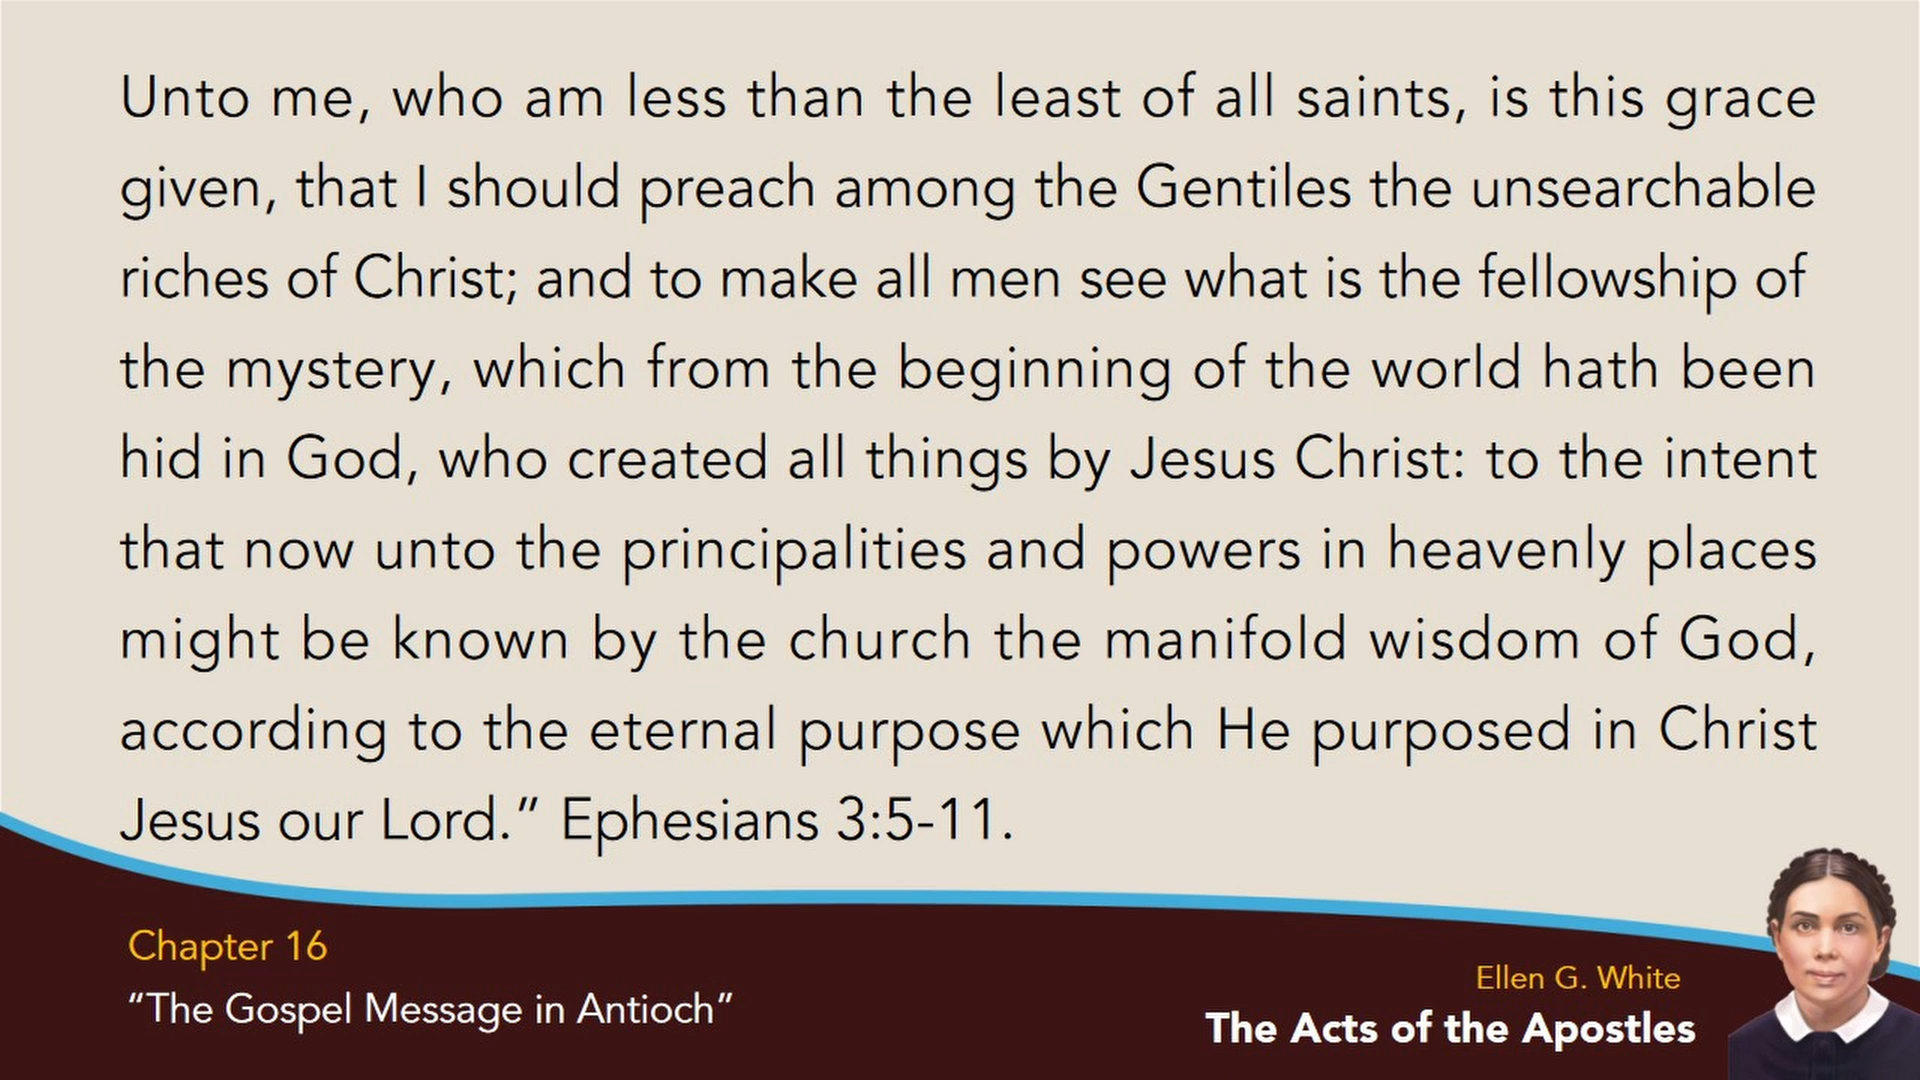 Unto me, who am less than the least of all saints, is this grace
given, that I should preach among the Gentiles the unsearchable
riches of Christ; and to make all men see what is the fellowship of
the mystery, which from the beginning of the world hath been
hid in God, who created all things by Jesus Christ: to the intent
that now unto the principalities and powers in heavenly places
might be known by the church the manifold wisdom of God,
according to the eternal purpose which He purposed in Christ
Jesus our Lord.” Ephesians 3:5-11.
Chapter 16
“The Gospel Message in Antioch”
Ellen G. White
The Acts of the Apostles